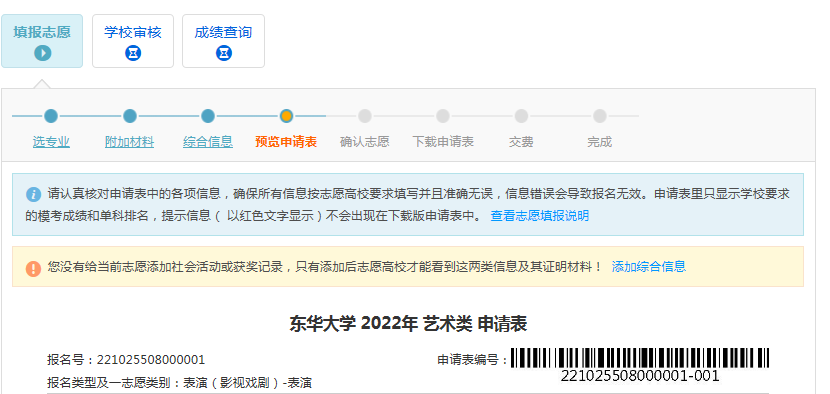 填报志愿 学校审核 成绩查询
选专业 附加材料 综合信息 预览申请表 确认志愿 下载申请表 交费 完成
请认真核对申请表中的各项信息，确保所有信息按志愿高校要求填写并且准确无误，信息错误会导致报名无效。申请表里只显示学校要求
的模考成绩和单科排名，提示信息（ 以红色文字显示）不会出现在下载版申请表中。 查看志愿填报说明
您没有给当前志愿添加社会活动或获奖记录，只有添加后志愿高校才能看到这两类信息及其证明材料！ 添加综合信息
东华大学 2022年 艺术类 申请表
报名号：221025508000001 申请表编号：
221025508000001-001
报名类型及一志愿类别：表演（影视戏剧）-表演